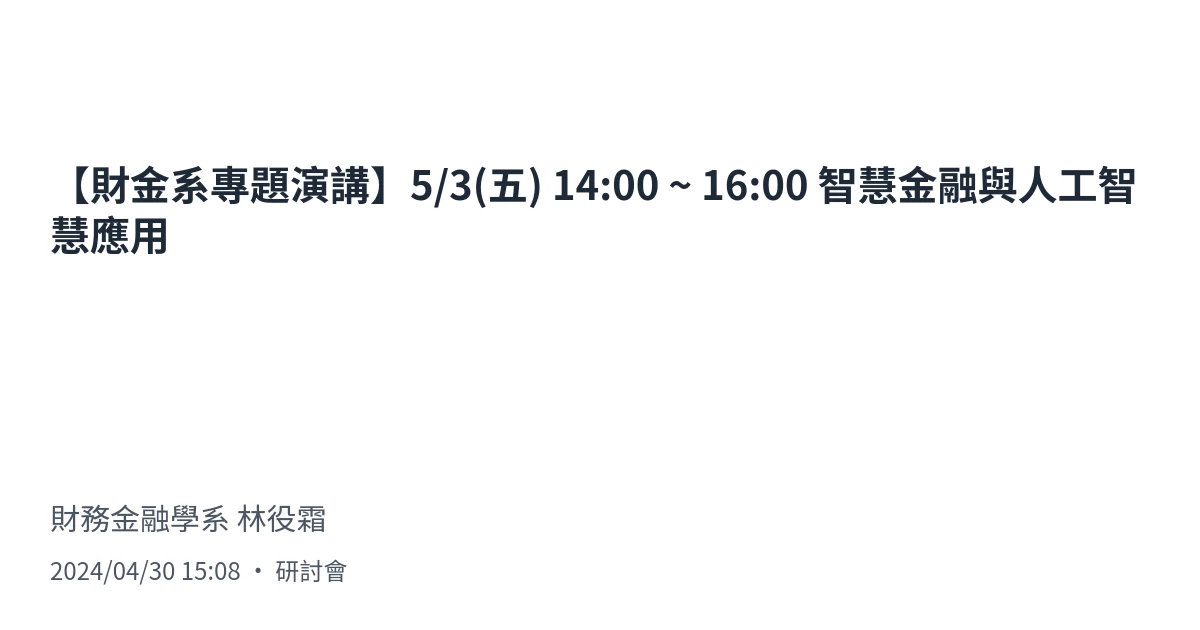 【財金系專題演講】5/3(五) 14:00 ~ 16:00 智慧金融與人工智
慧應用
財務金融學系 林役霜
2024/04/30 15:08 ・ 研討會